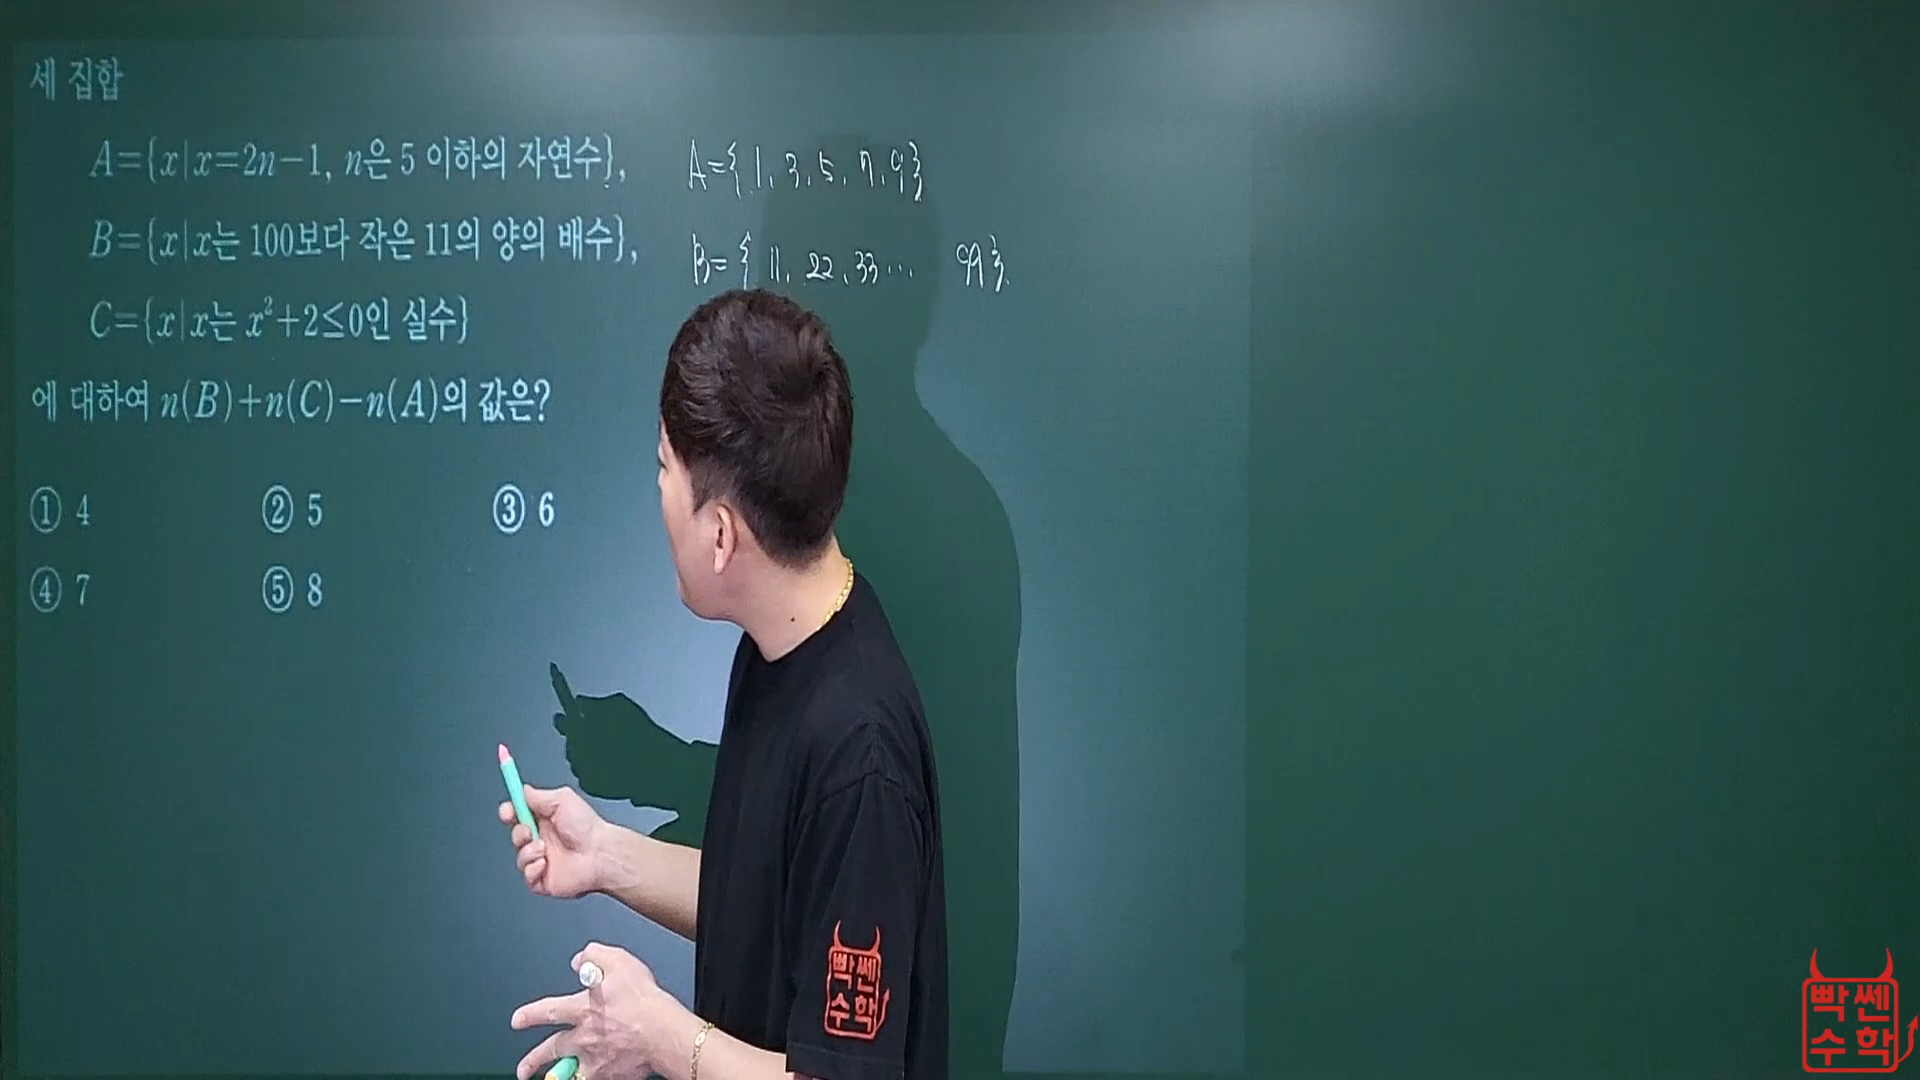 세 집합
A={x|x=2n-1, n은 5 이하의 자연수},
A={1, 3, 5, 7, 9}
B={x|x는 100보다 작은 11의 양의 배수},
B={11, 22, 33 ... 99}.
C={x|x는 x²+2≤0인 실수}
에 대하여 n(B)+n(C)-n(A)의 값은?
① 4 ② 5 ③ 6
④ 7 ⑤ 8
빡쎈
수학
빡쎈
수학